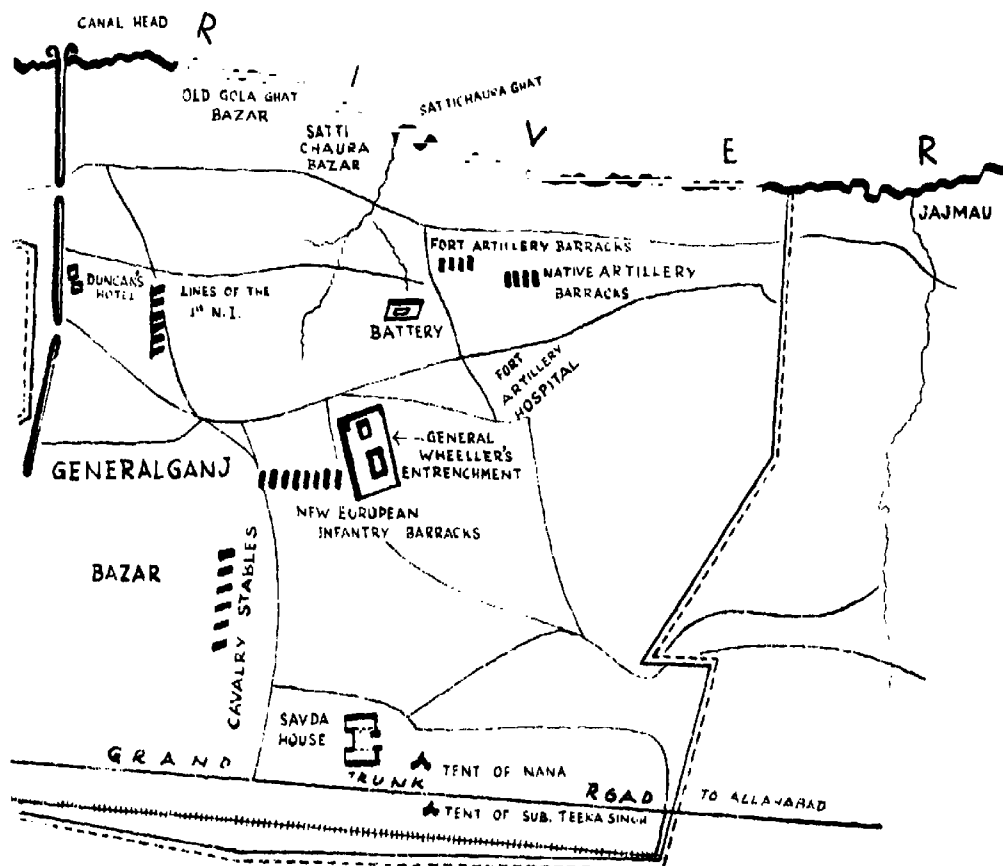 CANAL HEAD
R I V E R
OLD GOLA GHAT
BAZAR
SATTICHAURA GHAT
SATTI
CHAURA
BAZAR
JAJMAU
FORT ARTILLERY BARRACKS
NATIVE ARTILLERY
BARRACKS
DUNCAN'S
HOTEL
LINES OF THE
1st N.I.
BATTERY
FORT
ARTILLERY
HOSPITAL
GENERAL
WHEELLER'S
ENTRENCHMENT
GENERALGANJ
NEW EUROPEAN
INFANTRY BARRACKS
BAZAR
CAVALRY STABLES
SAVDA
HOUSE
TENT OF NANA
GRAND TRUNK ROAD
TO ALLAHABAD
TENT OF SUB. TEEKA SINGH